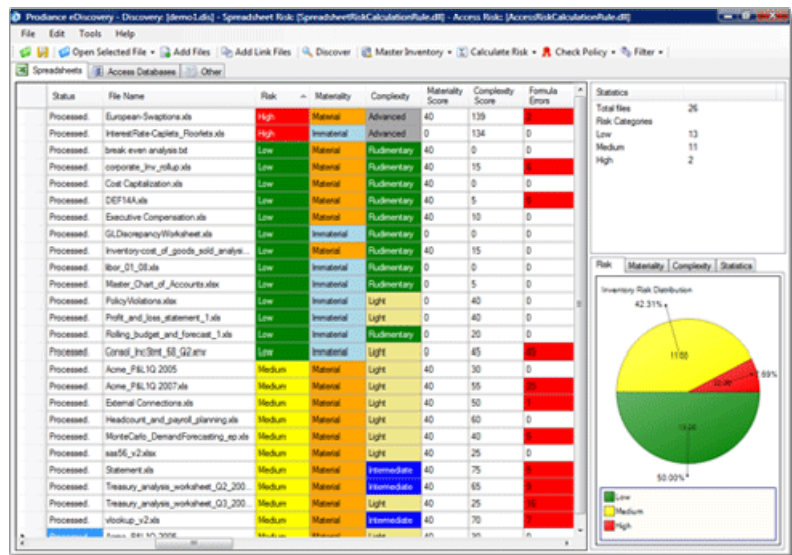 Prodiance eDiscovery - Discovery: [demo1.dis] - Spreadsheet Risk: [SpreadsheetRiskCalculationRule.dll] - Access Risk: [AccessRiskCalculationRule.dll]
File Edit Tools Help
Open Selected File Add Files Add Link Files Discover Master Inventory Calculate Risk Check Policy Filter
Spreadsheets Access Databases Other
Status File Name Risk Materiality Complexity Materiality Score Complexity Score Formula Errors
Processed. European-Swaptions.xls High Material Advanced 40 139
Processed. InterestRate-Caplets_Floorlets.xls High Immaterial Advanced 0 134 0
Processed. break even analysis.txt Low Material Rudimentary 40 0 0
Processed. corporate_Inv_rollup.xls Low Material Rudimentary 40 15
Processed. Cost Capitalization.xls Low Material Rudimentary 40 0 0
Processed. DEF14A.xls Low Material Rudimentary 40 5
Processed. Executive Compensation.xls Low Material Rudimentary 40 10 0
Processed. GLDiscrepancyWorksheet.xls Low Immaterial Rudimentary 0 0 0
Processed. Inventory-cost_of_goods_sold_analysi... Low Material Rudimentary 40 15 0
Processed. libor_01_08.xls Low Immaterial Rudimentary 0 0 0
Processed. Master_Chart_of_Accounts.xlsx Low Immaterial Rudimentary 0 5 0
Processed. PolicyViolations.xlsx Low Immaterial Light 0 40 0
Processed. Profit_and_loss_statement_1.xls Low Immaterial Light 0 40 0
Processed. Rolling_budget_and_forecast_1.xls Low Immaterial Rudimentary 0 20 0
Processed. Low Immaterial Light 0 45 45
Processed. Acme_P&L1Q 2005 Medium Material Light 40 30 0
Processed. Acme_P&L1Q 2007.xls Medium Material Light 40 55
Processed. External Connections.xls Medium Material Light 40 50
Processed. Headcount_and_payroll_planning.xls Medium Material Light 40 60 0
Processed. MonteCarlo_DemandForecasting_ep.xls Medium Material Light 40 40
Processed. sas56_v2.xlsx Medium Material Light 40 25 0
Processed. Statement.xls Medium Material Intermediate 40 75
Processed. Treasury_analysis_worksheet_Q2_200... Medium Material Intermediate 40 65
Processed. Treasury_analysis_worksheet_Q3_200... Medium Material Light 40 25
Processed. vlookup_v2.xls Medium Material Intermediate 40 70
Statistics
Total files 26
Risk Categories
Low 13
Medium 11
High 2
Risk Materiality Complexity Statistics
Inventory Risk Distribution
42.31%
11.00
7.69%
50.00%
Low
Medium
High